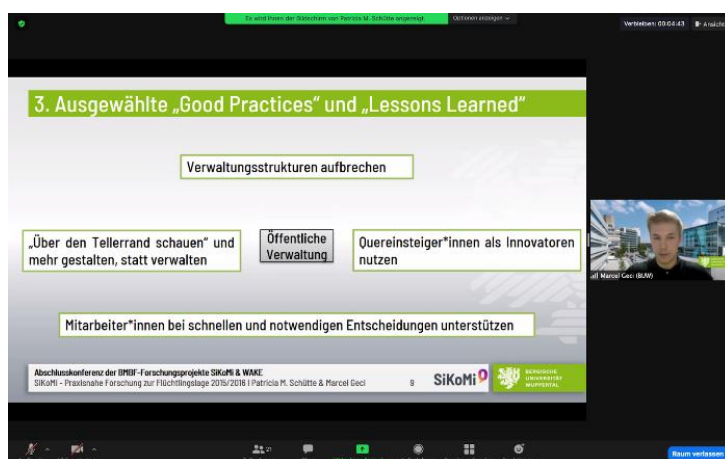 Es wird Ihnen der Bildschirm von Patricia M. Schütte angezeigt.
Optionen anzeigen
Verbleiben: 00:04:43
Ansicht
3. Ausgewählte „Good Practices“ und „Lessons Learned“
Verwaltungsstrukturen aufbrechen
„Über den Tellerrand schauen“ und
mehr gestalten, statt verwalten
Öffentliche
Verwaltung
Quereinsteiger*innen als Innovatoren
nutzen
Marcel Geci (BUW)
Mitarbeiter*innen bei schnellen und notwendigen Entscheidungen unterstützen
Abschlusskonferenz der BMBF-Forschungsprojekte SiKoMi & WAKE
SiKoMi - Praxisnahe Forschung zur Flüchtlingslage 2015/2016 I Patricia M. Schütte & Marcel Geci
9
SiKoMi
BERGISCHE
UNIVERSITÄT
WUPPERTAL
21
Raum verlassen